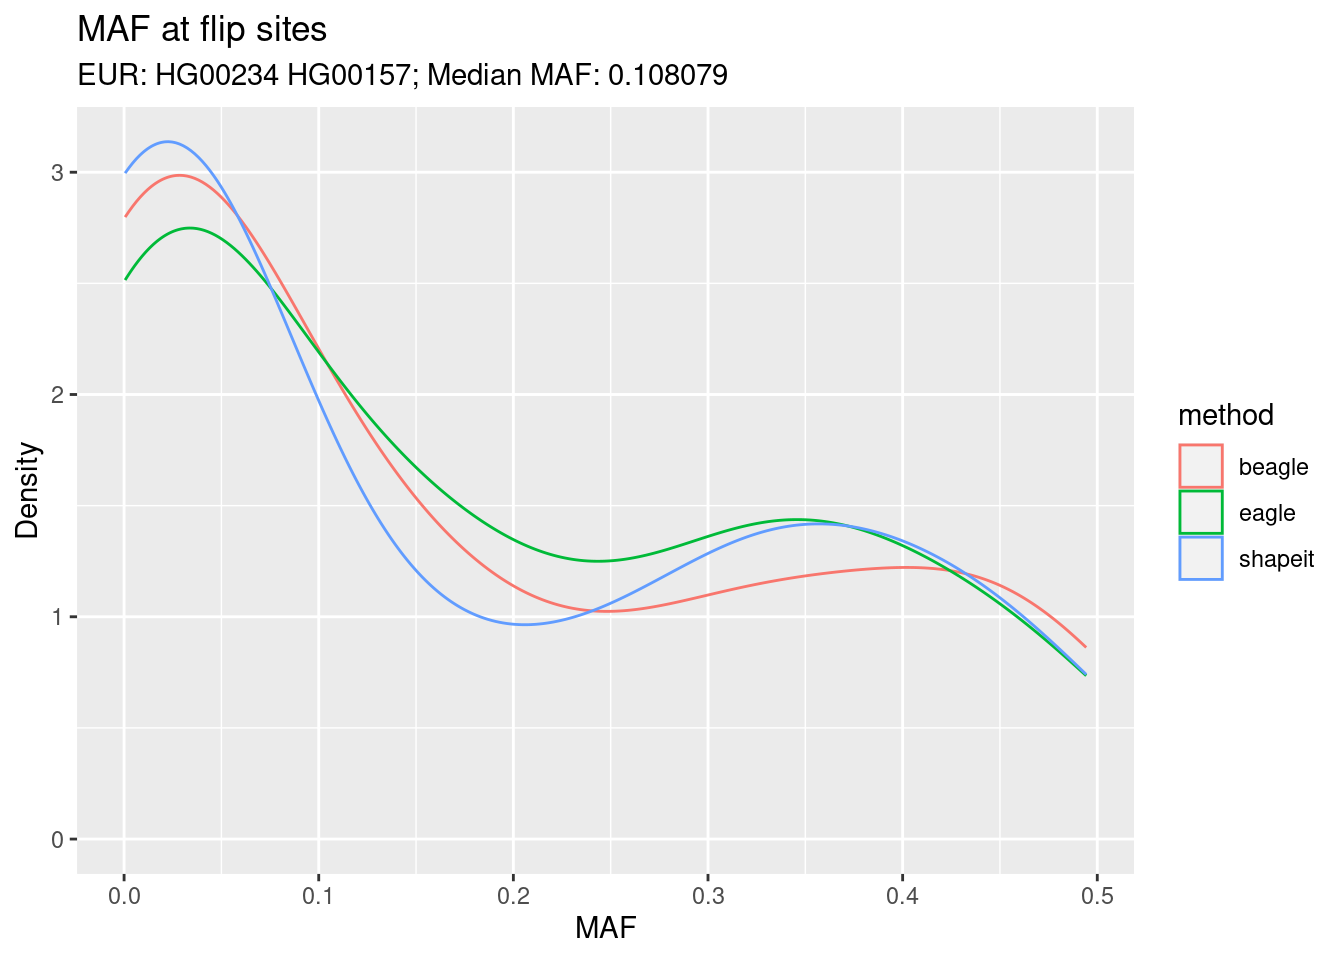 MAF at flip sites
EUR: HG00234 HG00157; Median MAF: 0.108079
3
2
1
0
Density
0.0 0.1 0.2 0.3 0.4 0.5
MAF
method
beagle
eagle
shapeit